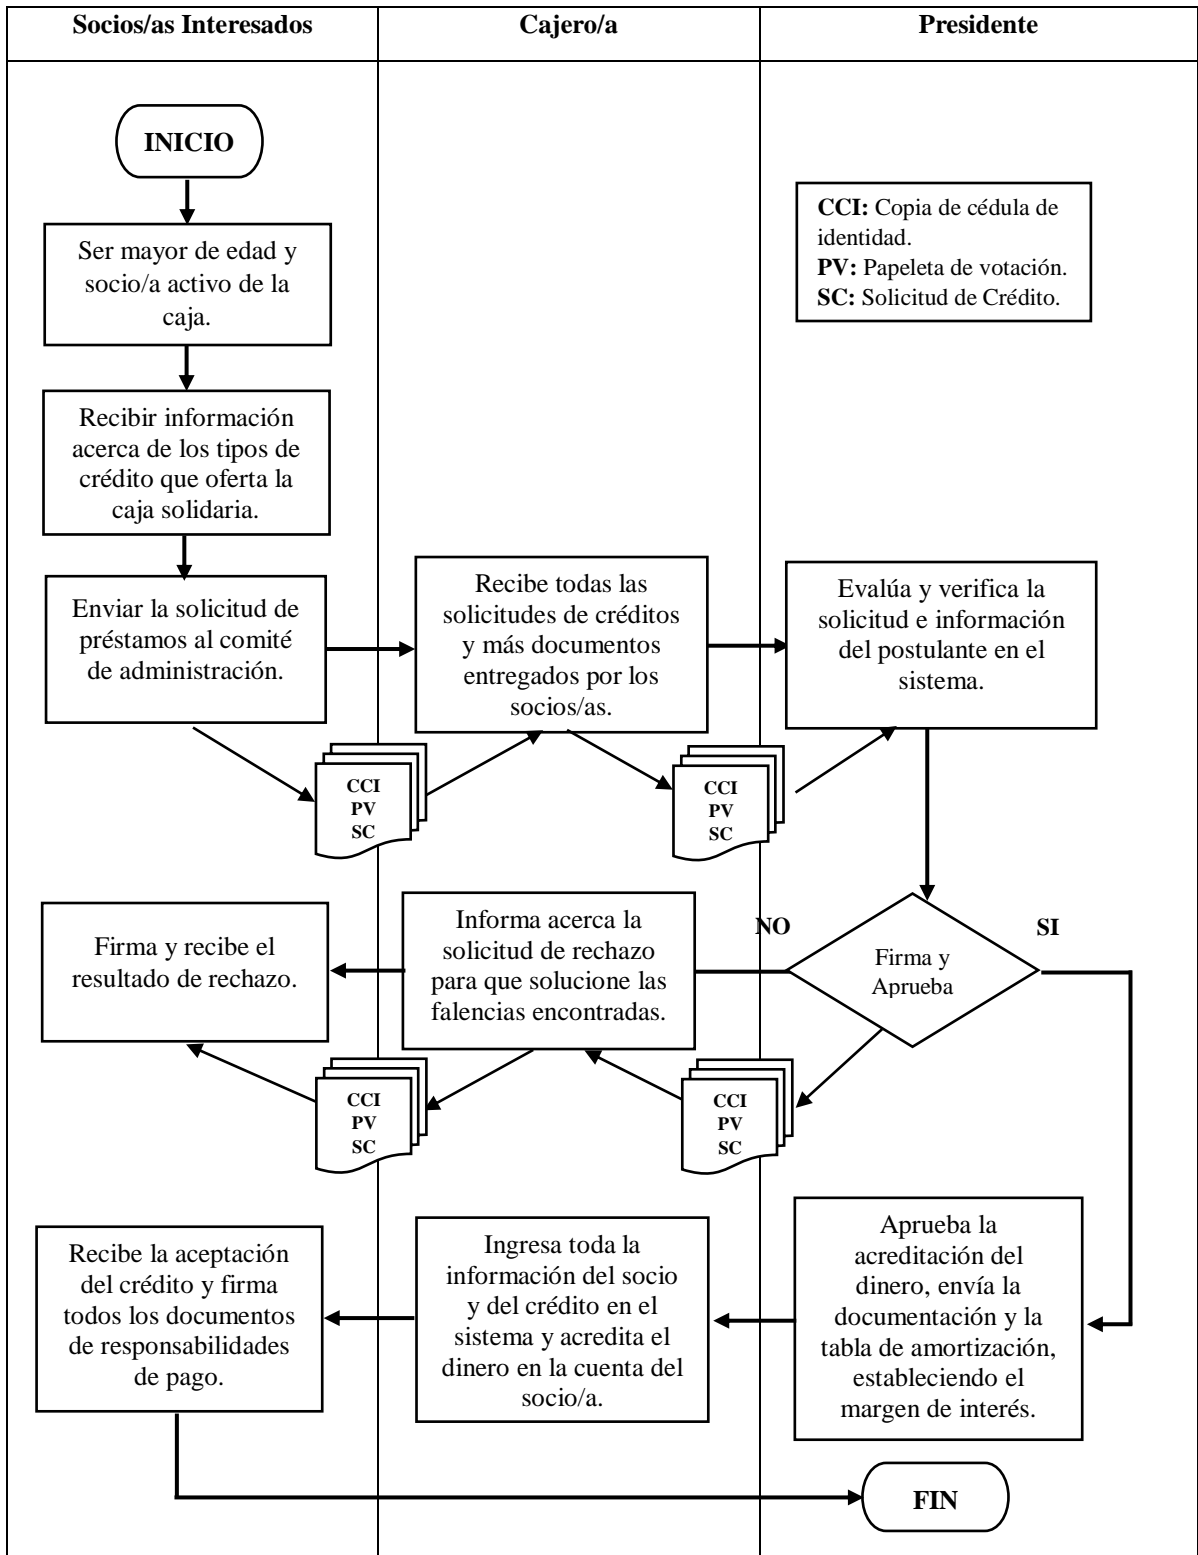 Socios/as Interesados
Cajero/a
Presidente
INICIO
CCI: Copia de cédula de
identidad.
PV: Papeleta de votación.
SC: Solicitud de Crédito.
Ser mayor de edad y
socio/a activo de la
caja.
Recibir información
acerca de los tipos de
crédito que oferta la
caja solidaria.
Enviar la solicitud de
préstamos al comité
de administración.
Recibe todas las
solicitudes de créditos
y más documentos
entregados por los
socios/as.
Evalúa y verifica la
solicitud e información
del postulante en el
sistema.
CCI
PV
SC
CCI
PV
SC
Firma y recibe el
resultado de rechazo.
Informa acerca la
solicitud de rechazo
para que solucione las
falencias encontradas.
NO
SI
Firma y
Aprueba
CCI
PV
SC
CCI
PV
SC
Recibe la aceptación
del crédito y firma
todos los documentos
de responsabilidades
de pago.
Ingresa toda la
información del socio
y del crédito en el
sistema y acredita el
dinero en la cuenta del
socio/a.
Aprueba la
acreditación del
dinero, envía la
documentación y la
tabla de amortización,
estableciendo el
margen de interés.
FIN